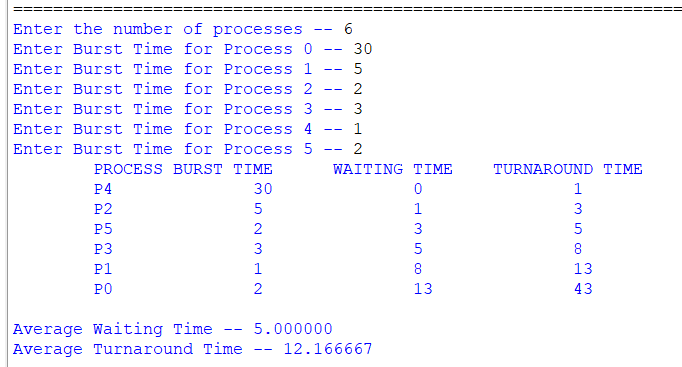 ======================================================================
Enter the number of processes -- 6
Enter Burst Time for Process 0 -- 30
Enter Burst Time for Process 1 -- 5
Enter Burst Time for Process 2 -- 2
Enter Burst Time for Process 3 -- 3
Enter Burst Time for Process 4 -- 1
Enter Burst Time for Process 5 -- 2
PROCESS BURST TIME WAITING TIME TURNAROUND TIME
P4 30 0 1
P2 5 1 3
P5 2 3 5
P3 3 5 8
P1 1 8 13
P0 2 13 43
Average Waiting Time -- 5.000000
Average Turnaround Time -- 12.166667